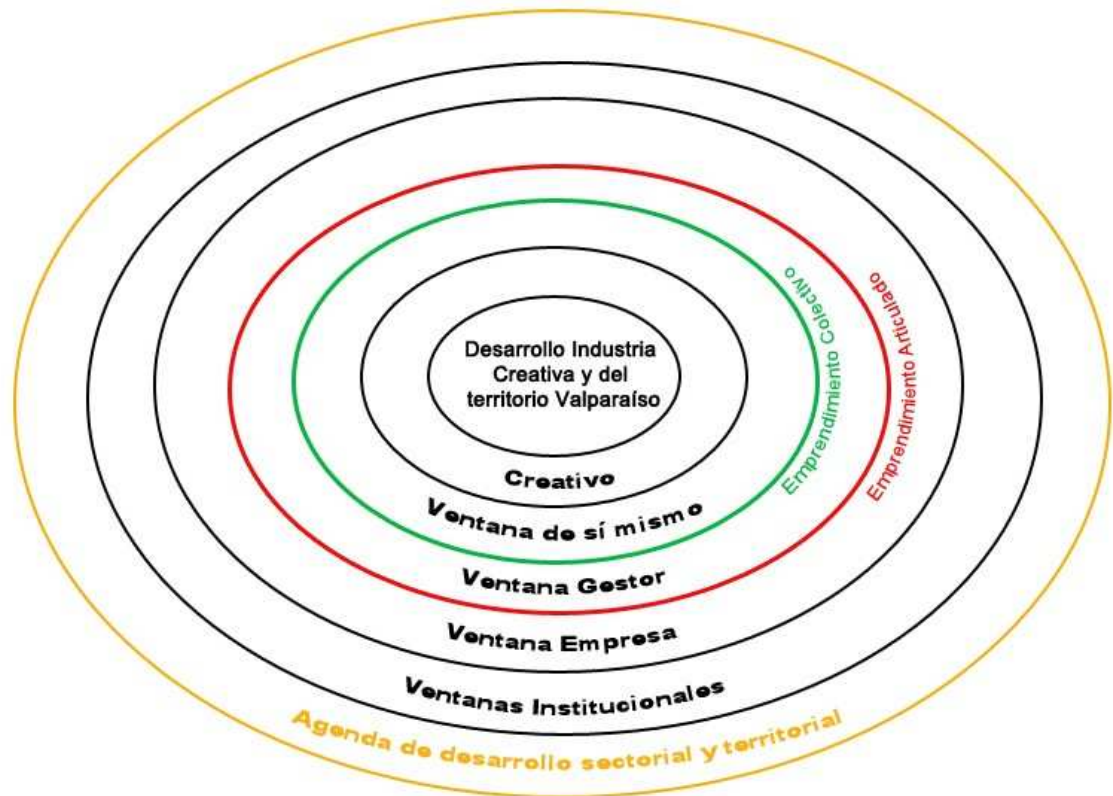 Desarrollo Industria
Creativa y del
territorio Valparaíso
Creativo
Ventana de sí mismo
Ventana Gestor
Ventana Empresa
Ventanas Institucionales
Agenda de desarrollo sectorial y territorial
Emprendimiento Colectivo
Emprendimiento Articulado